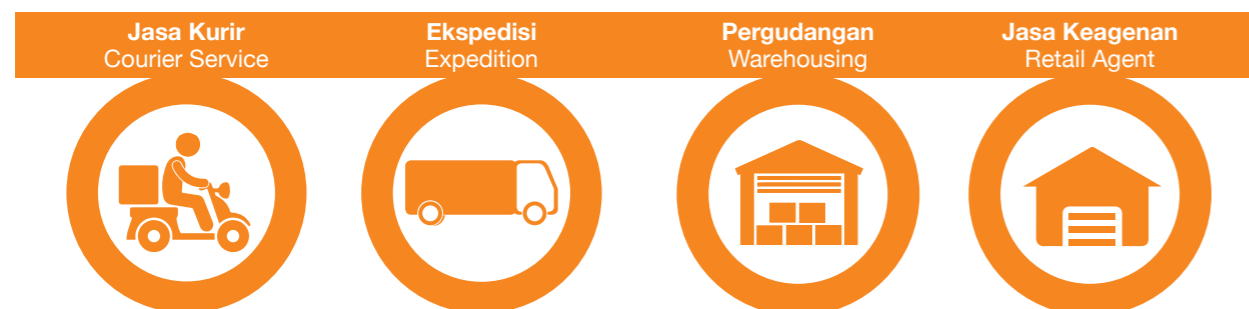 Jasa Kurir
Courier Service
Ekspedisi
Expedition
Pergudangan
Warehousing
Jasa Keagenan
Retail Agent